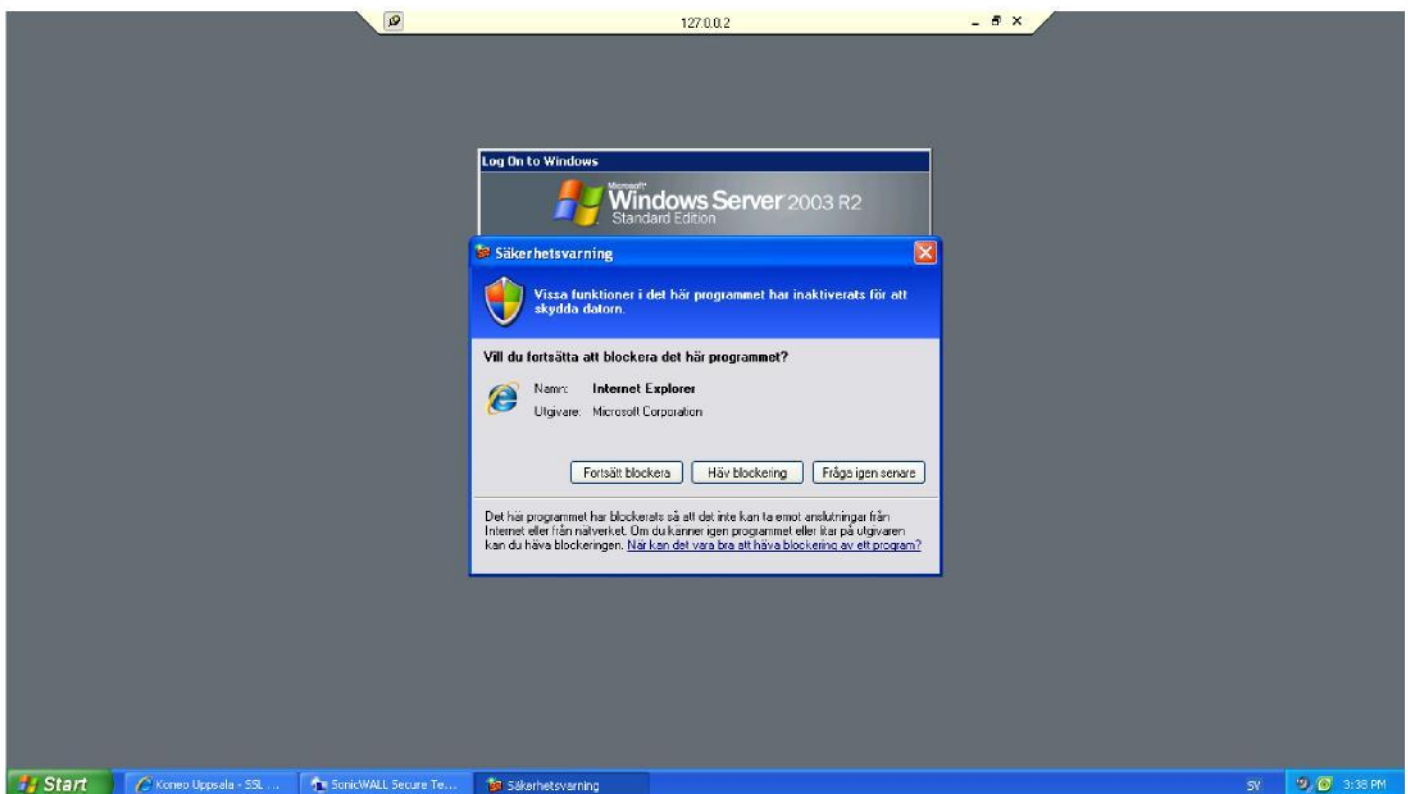 127.0.0.2
Log On to Windows
Microsoft
Windows Server 2003 R2
Standard Edition
Säkerhetsvarning
Vissa funktioner i det här programmet har inaktiverats för att
skydda datorn.
Vill du fortsätta att blockera det här programmet?
Namn: Internet Explorer
Utgivare: Microsoft Corporation
Fortsätt blockera Häv blockering Fråga igen senare
Det här programmet har blockerats så att det inte kan ta emot anslutningar från
Internet eller från nätverket. Om du känner igen programmet eller litar på utgivaren
kan du häva blockeringen. När kan det vara bra att häva blockering av ett program?
Start Koneo Uppsala - SSL ... SonicWALL Secure Te... Säkerhetsvarning SV 3:38 PM